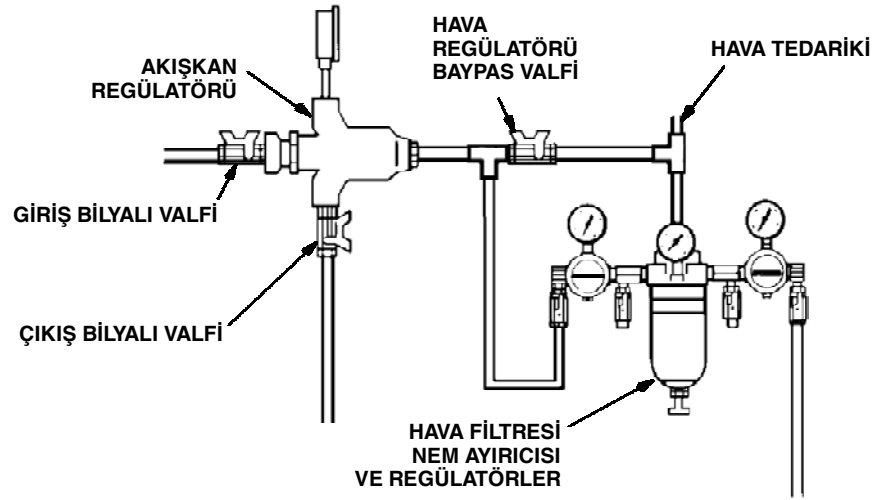 HAVA
REGÜLATÖRÜ
BAYPAS VALFİ
HAVA TEDARİKİ
AKIŞKAN
REGÜLATÖRÜ
GİRİŞ BİLYALI VALFİ
ÇIKIŞ BİLYALI VALFİ
HAVA FİLTRESİ
NEM AYIRICISI
VE REGÜLATÖRLER